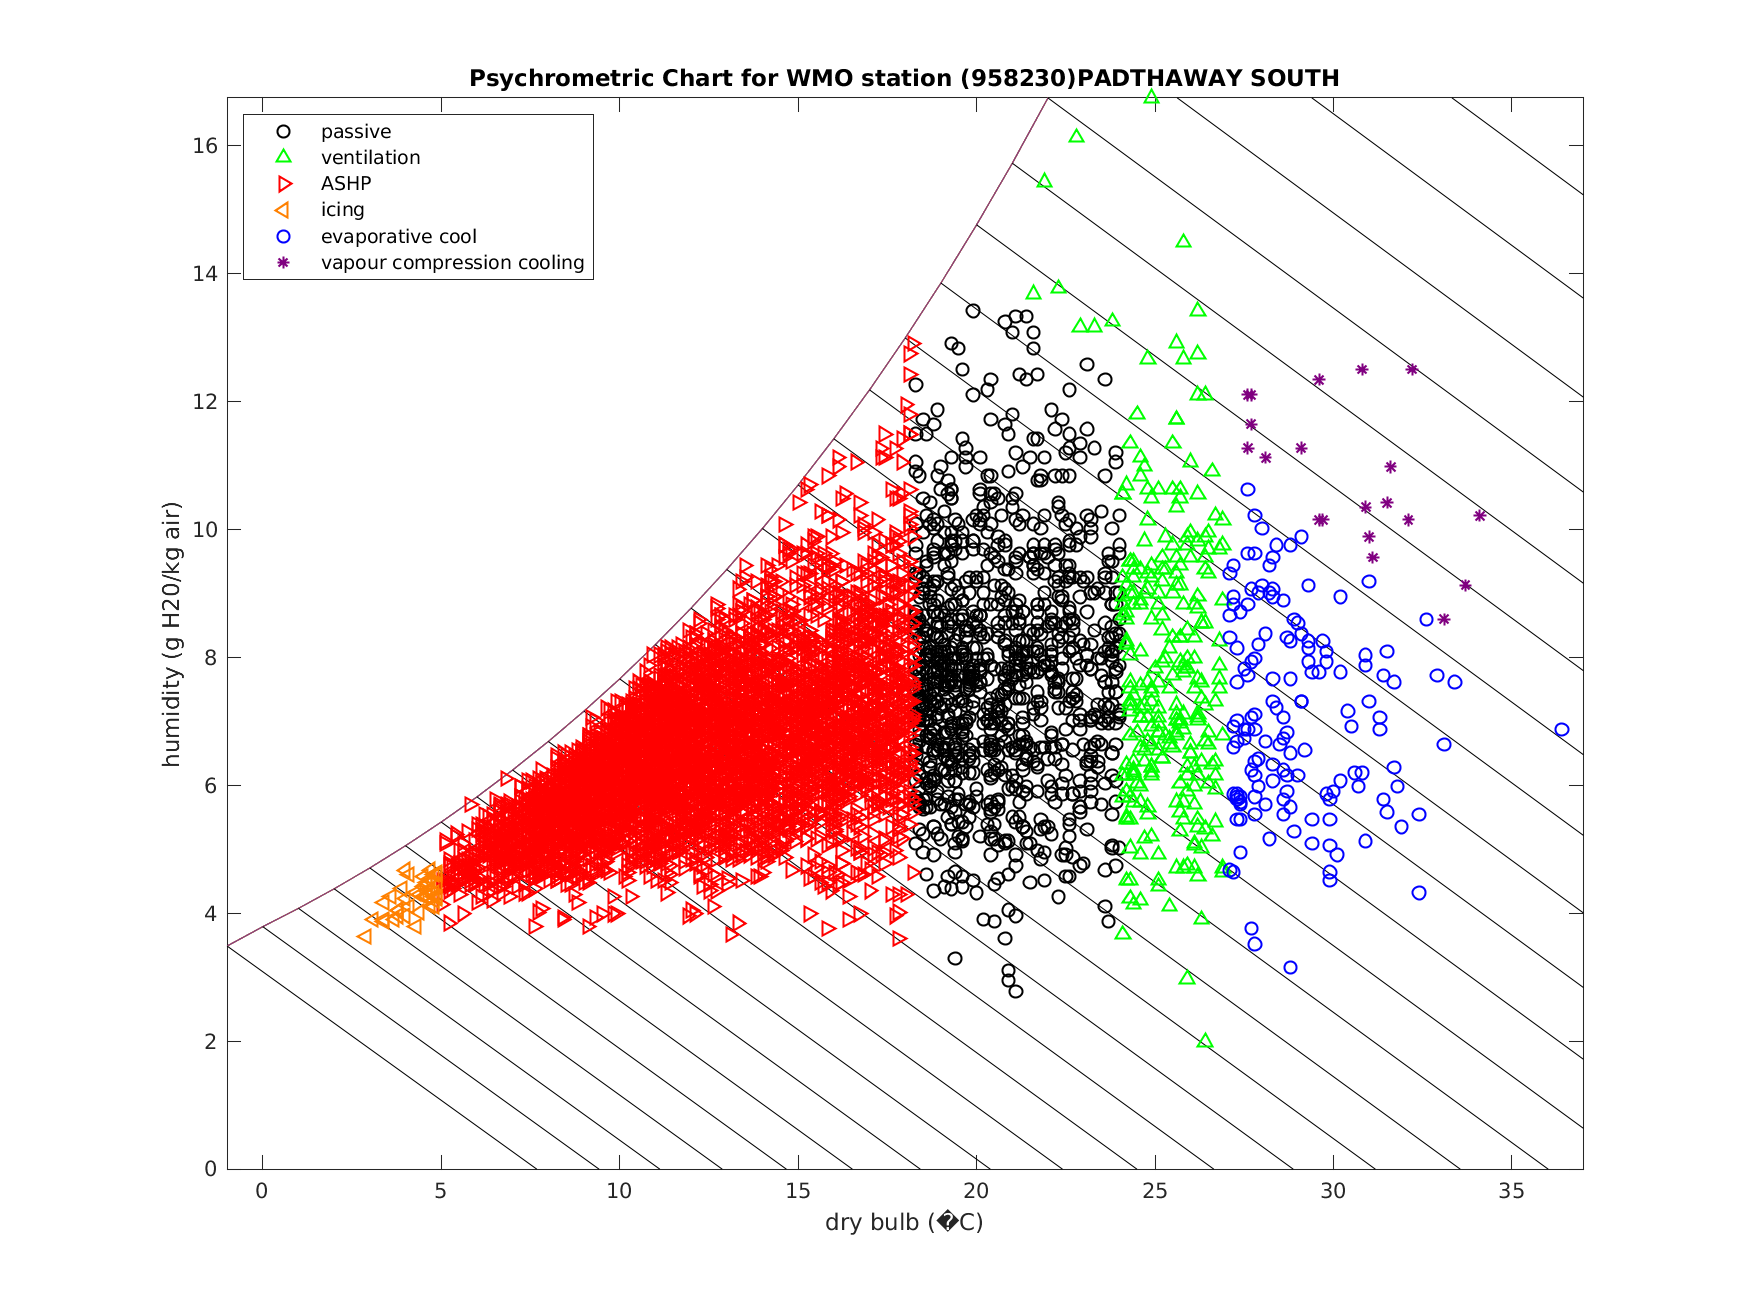 Psychrometric Chart for WMO station (958230)PADTHAWAY SOUTH
passive
ventilation
ASHP
icing
evaporative cool
vapour compression cooling
humidity (g H20/kg air)
16
14
12
10
8
6
4
2
0
0 5 10 15 20 25 30 35
dry bulb (�C)